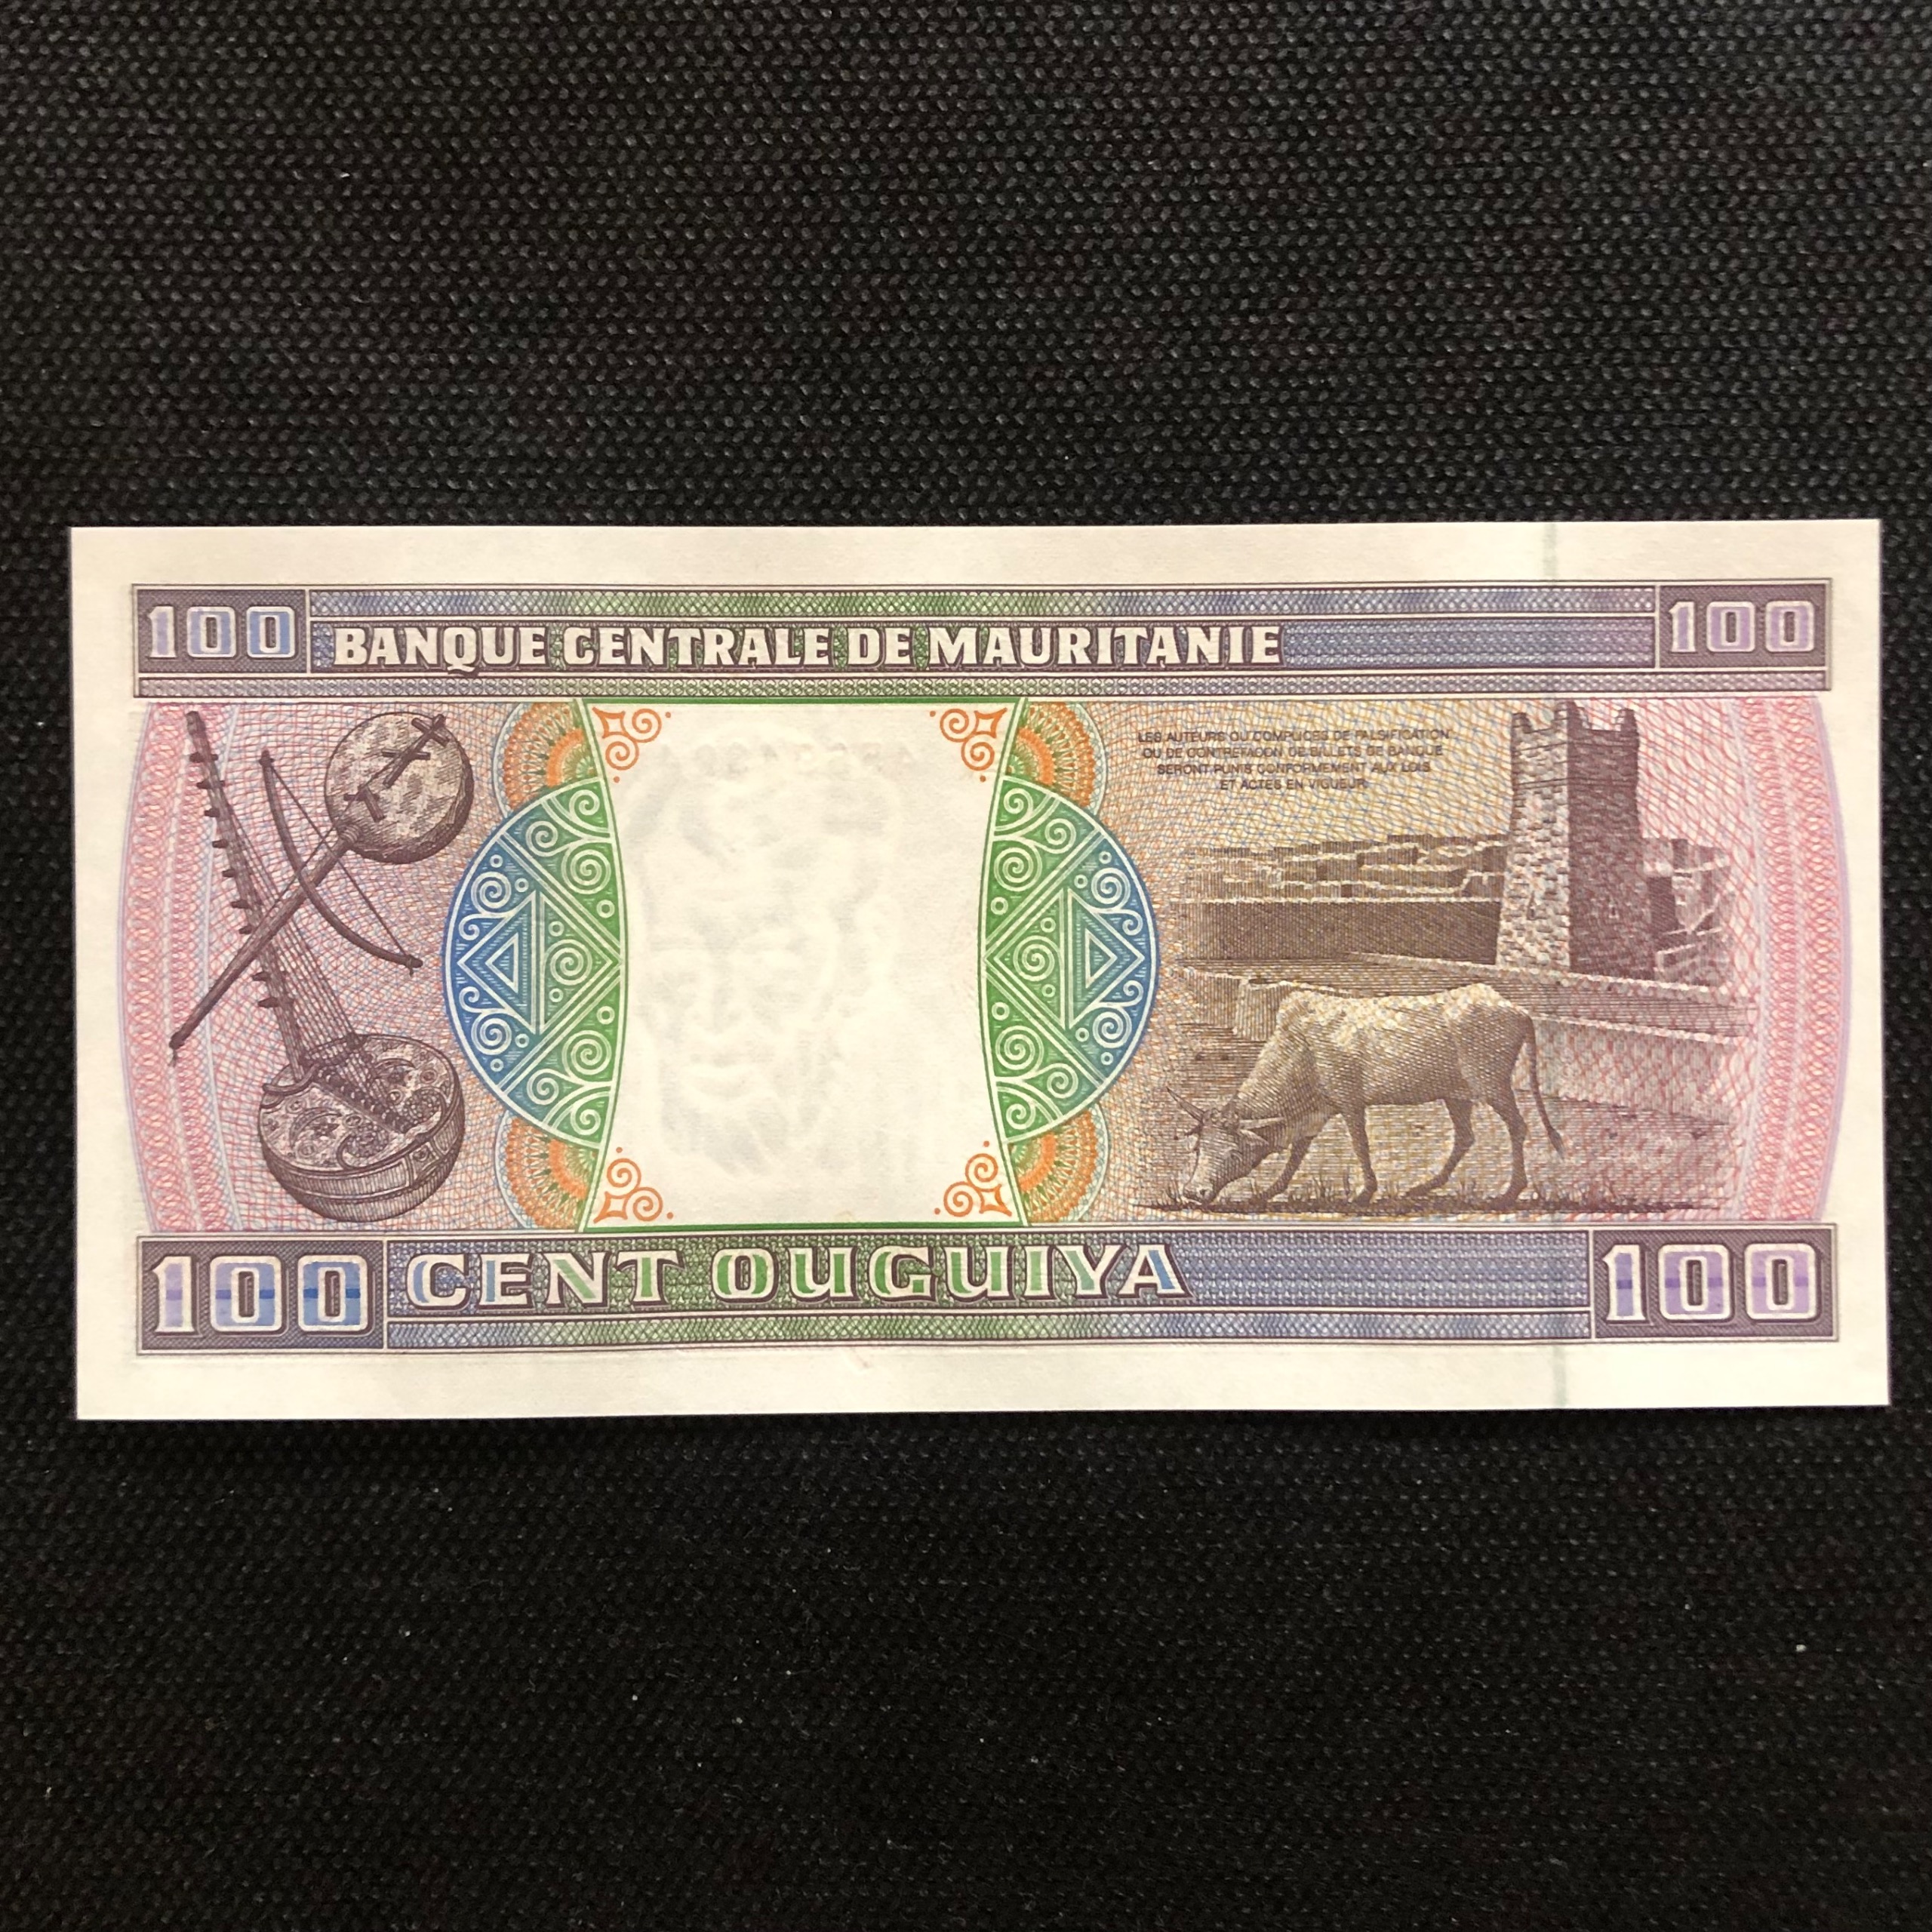 100 BANQUE CENTRALE DE MAURITANIE 100
LES AUTEURS OU COMPLICES DE FALSIFICATION
OU DE CONTREFACON DE BILLETS DE BANQUE
SERONT PUNIS CONFORMEMENT AUX LOIS
ET ACTES EN VIGUEUR
100 CENT OUGUIYA 100